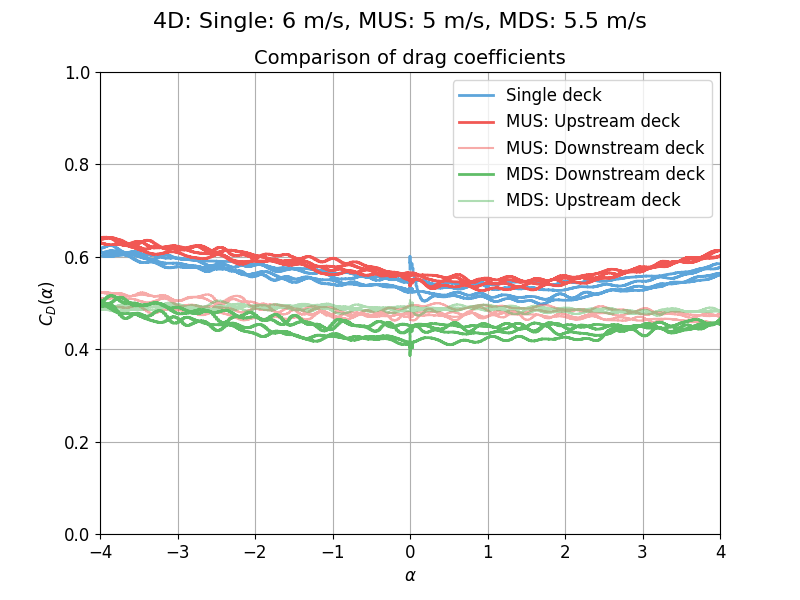 4D: Single: 6 m/s, MUS: 5 m/s, MDS: 5.5 m/s
Comparison of drag coefficients
Single deck
MUS: Upstream deck
MUS: Downstream deck
MDS: Downstream deck
MDS: Upstream deck
1.0
0.8
0.6
0.4
0.2
0.0
C_D(α)
−4 −3 −2 −1 0 1 2 3 4
α